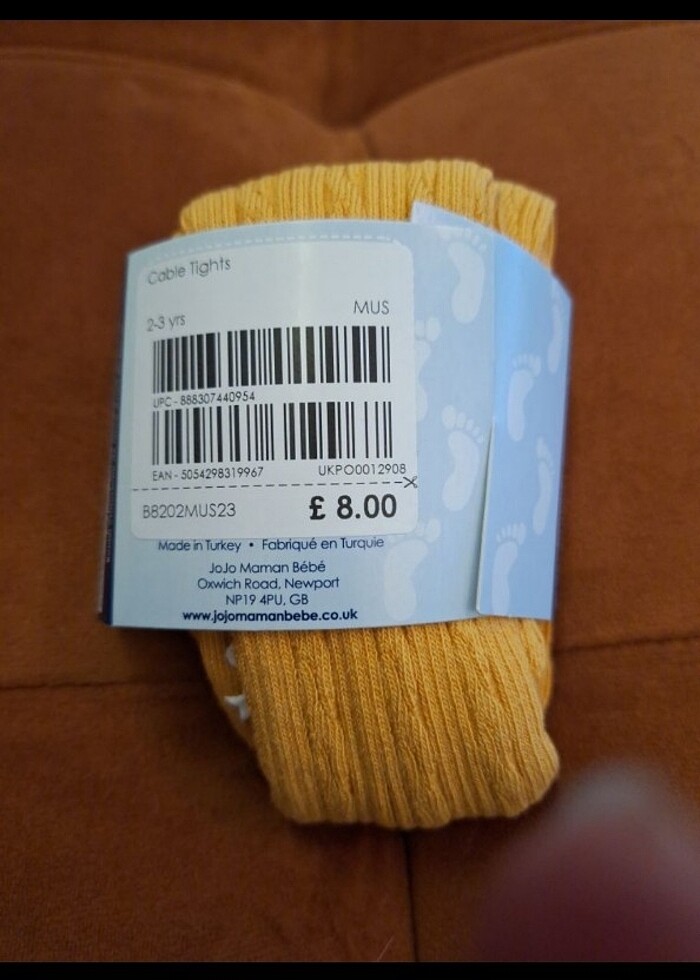 Cable Tights
2-3 yrs MUS
UPC - 888307440954
EAN - 5054298319967 UKPO0012908
B8202MUS23 £ 8.00
Made in Turkey • Fabriqué en Turquie
JoJo Maman Bébé
Oxwich Road, Newport
NP19 4PU, GB
www.jojomamanbebe.co.uk